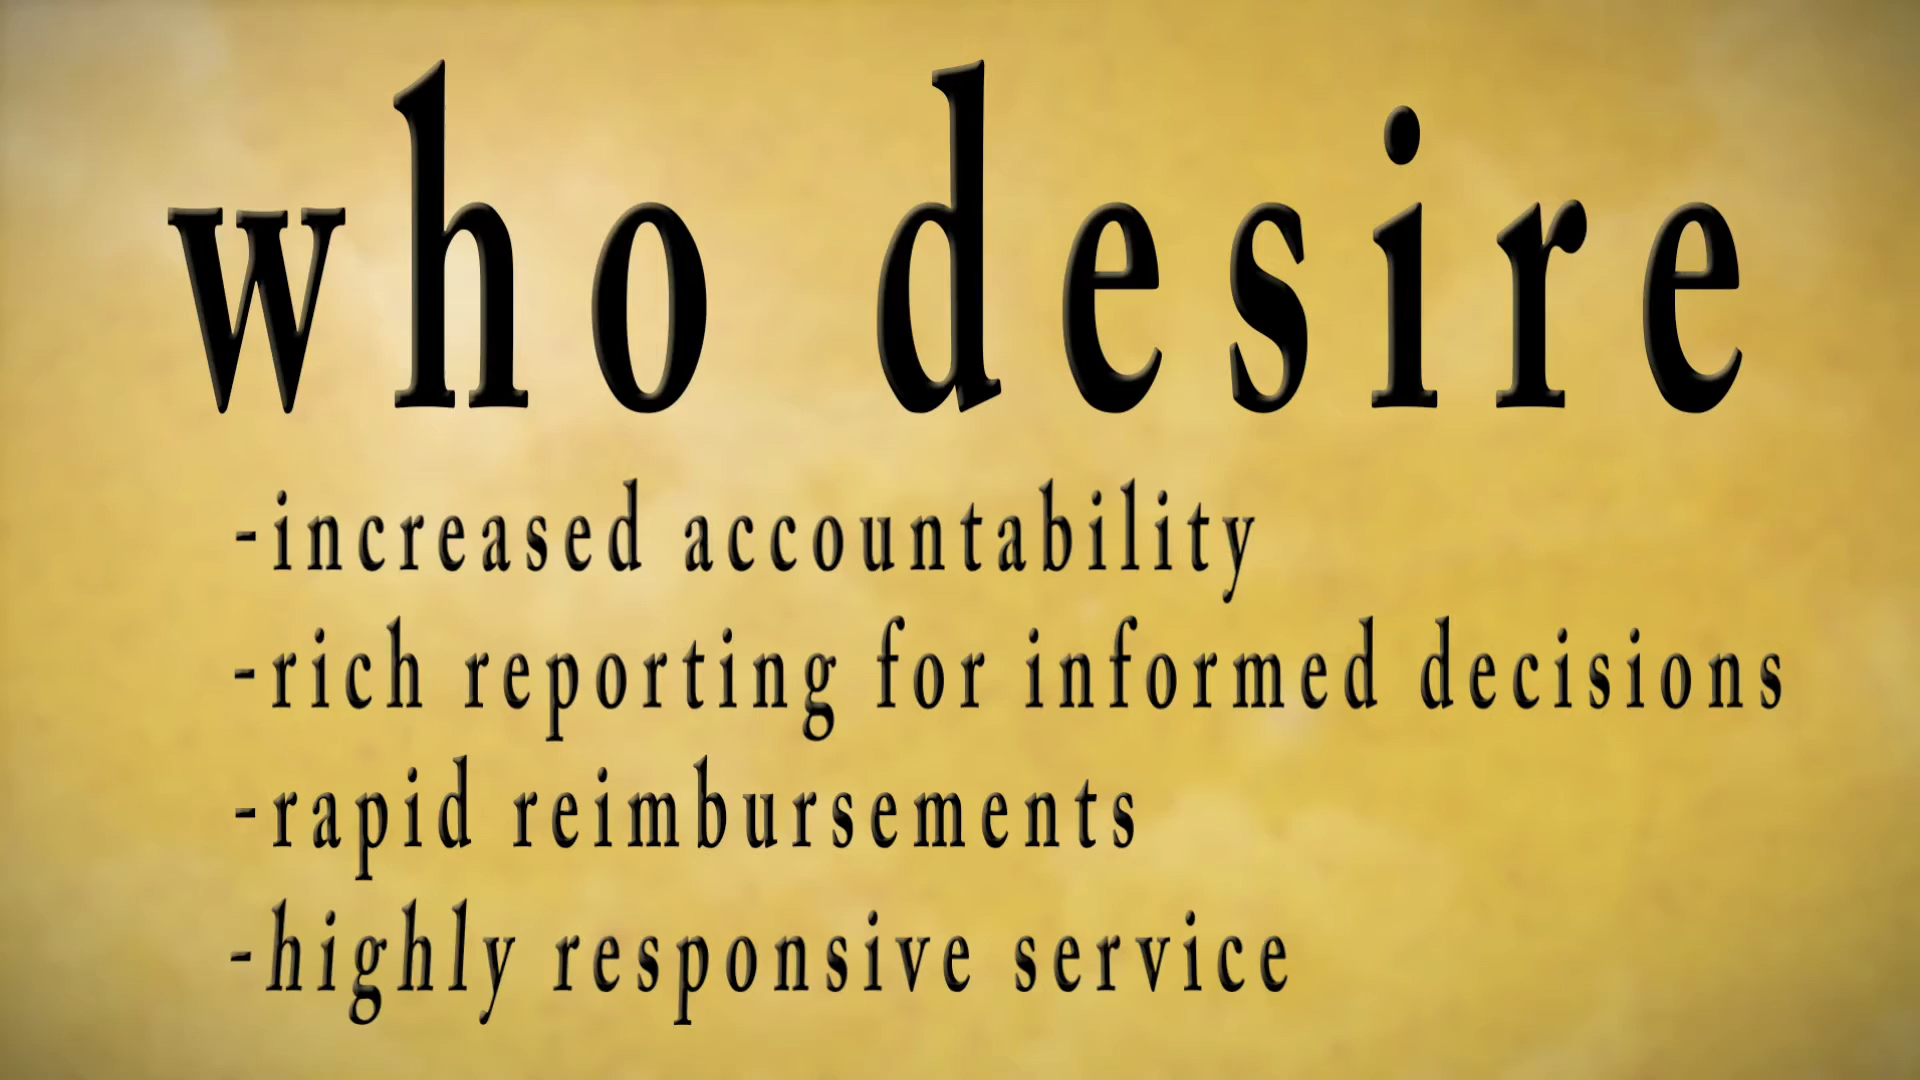 who desire
-increased accountability
-rich reporting for informed decisions
-rapid reimbursements
-highly responsive service